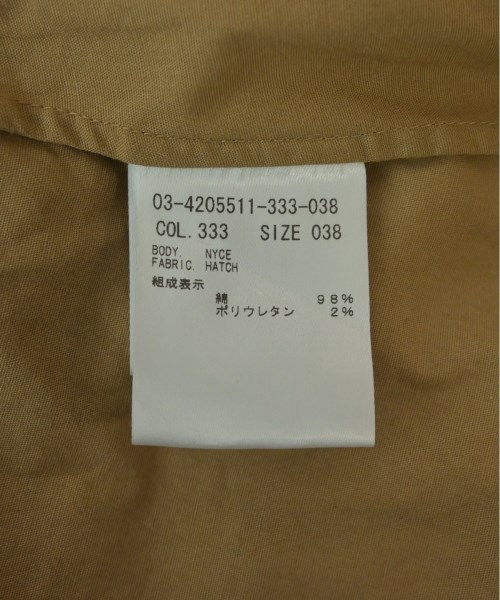 03-4205511-333-038
COL. 333 SIZE 038
BODY. NYCE
FABRIC. HATCH
組成表示
綿 98%
ポリウレタン 2%